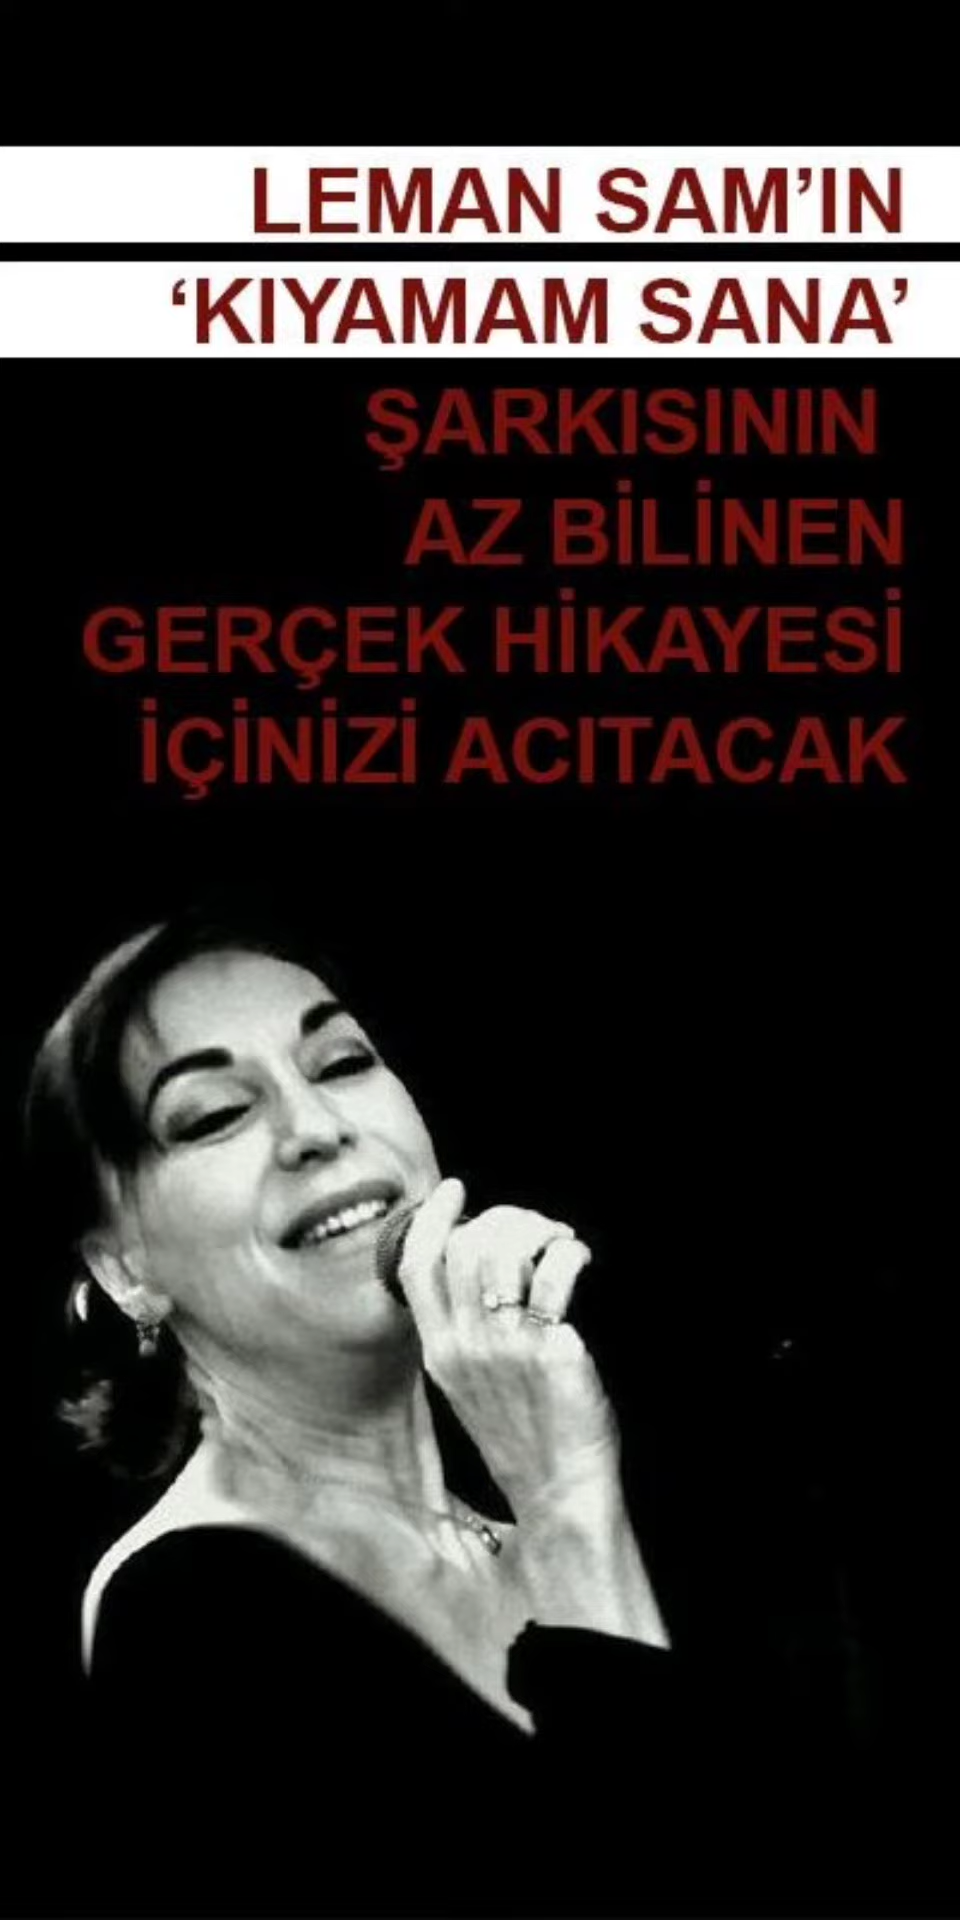 LEMAN SAM’IN
‘KIYAMAM SANA’
ŞARKISININ
AZ BİLİNEN
GERÇEK HİKAYESİ
İÇİNİZİ ACITACAK